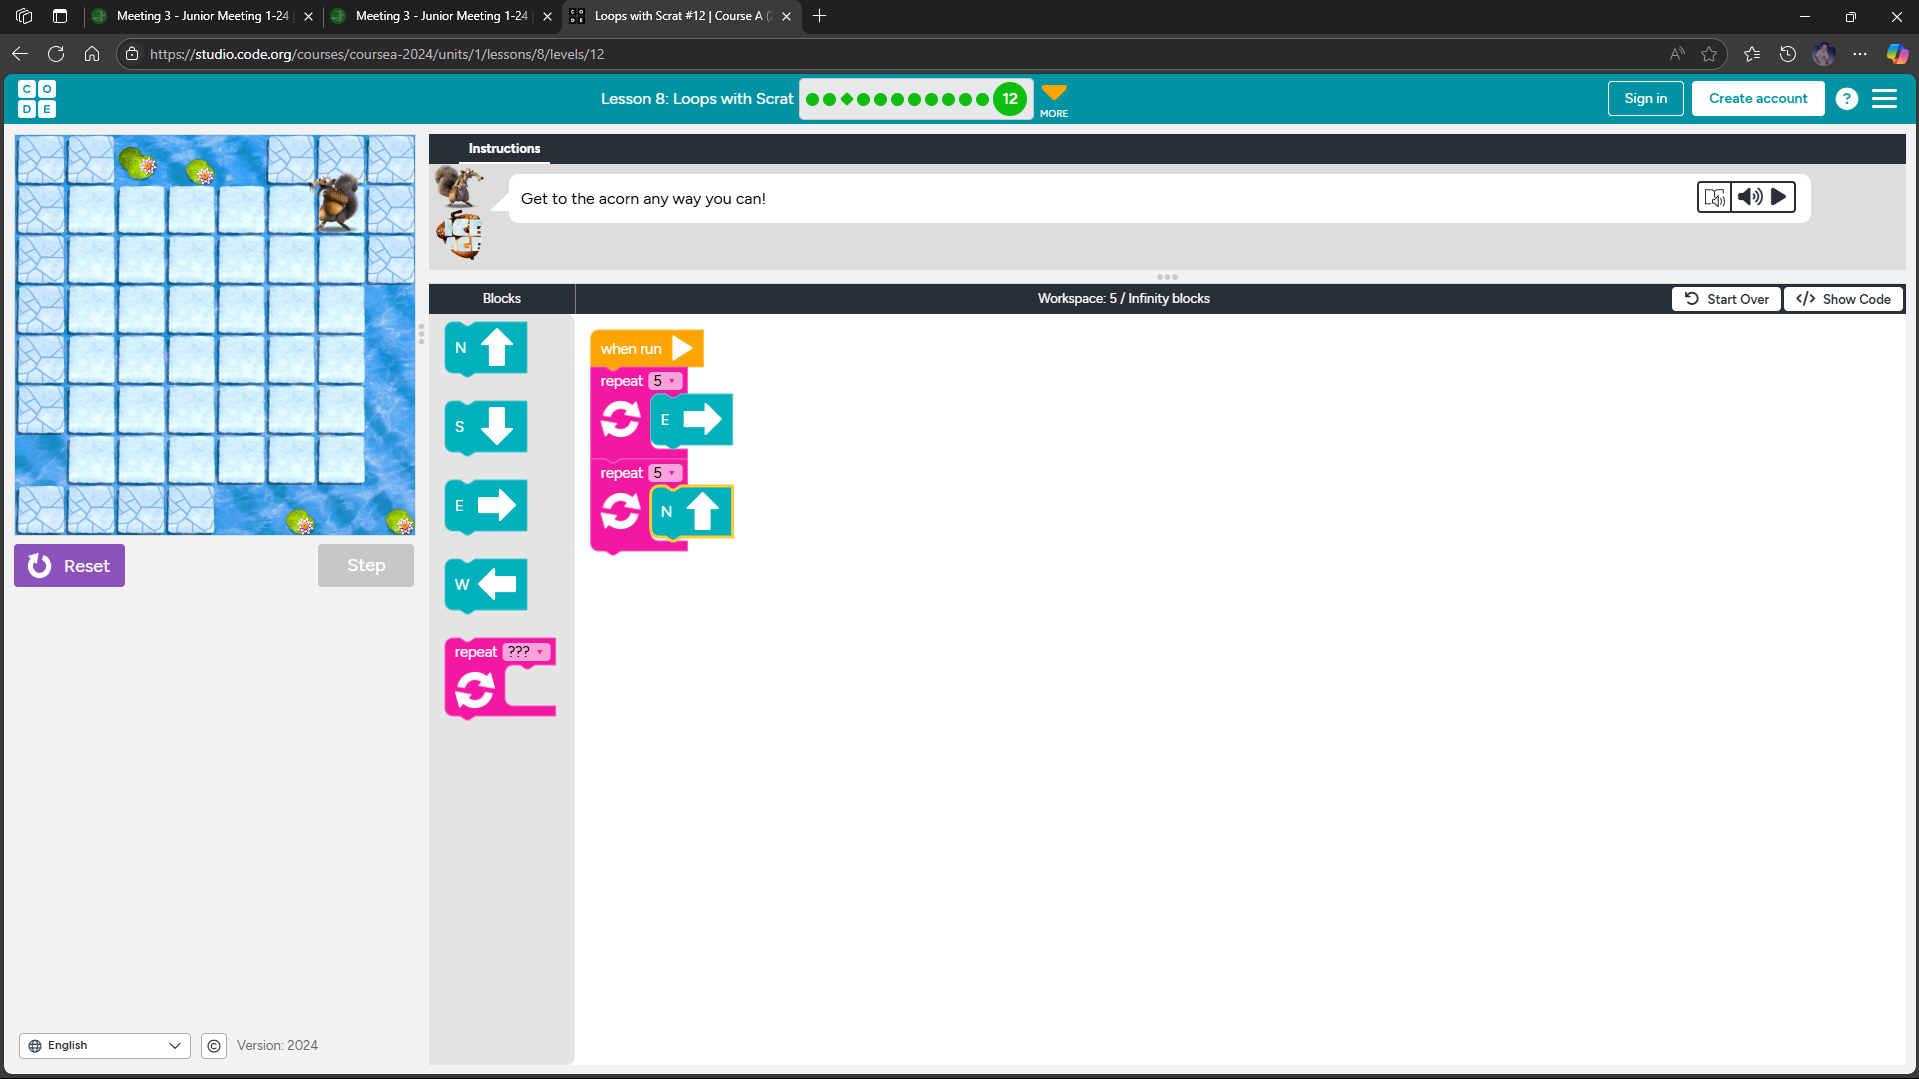 Meeting 3 - Junior Meeting 1-24
Meeting 3 - Junior Meeting 1-24
Loops with Scrat #12 | Course A (
https://studio.code.org/courses/coursea-2024/units/1/lessons/8/levels/12
C O
D E
Lesson 8: Loops with Scrat
12
MORE
Sign in
Create account
?
Instructions
Get to the acorn any way you can!
ICE
AGE
Blocks
Workspace: 5 / Infinity blocks
Start Over
</> Show Code
N
S
E
W
repeat ???
when run
repeat 5
E
repeat 5
N
Reset
Step
English
© Version: 2024